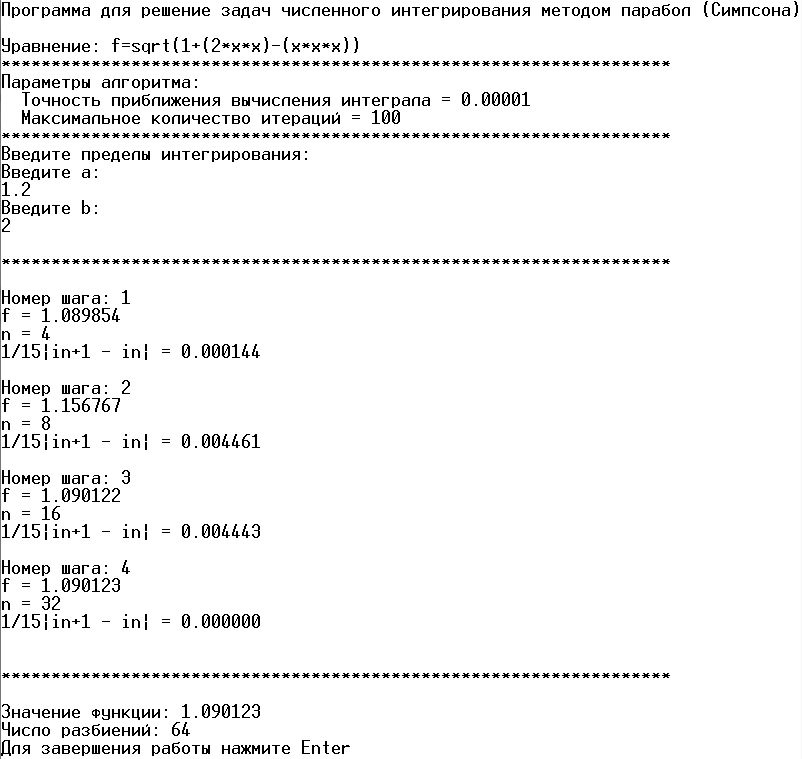 Программа для решение задач численного интегрирования методом парабол (Симпсона)
Уравнение: f=sqrt(1+(2*x*x)-(x*x*x))
*******************************************************************
Параметры алгоритма:
Точность приближения вычисления интеграла = 0.00001
Максимальное количество итераций = 100
*******************************************************************
Введите пределы интегрирования:
Введите a:
1.2
Введите b:
2
*******************************************************************
Номер шага: 1
f = 1.089854
n = 4
1/15|in+1 - in| = 0.000144
Номер шага: 2
f = 1.156767
n = 8
1/15|in+1 - in| = 0.004461
Номер шага: 3
f = 1.090122
n = 16
1/15|in+1 - in| = 0.004443
Номер шага: 4
f = 1.090123
n = 32
1/15|in+1 - in| = 0.000000
*******************************************************************
Значение функции: 1.090123
Число разбиений: 64
Для завершения работы нажмите Enter